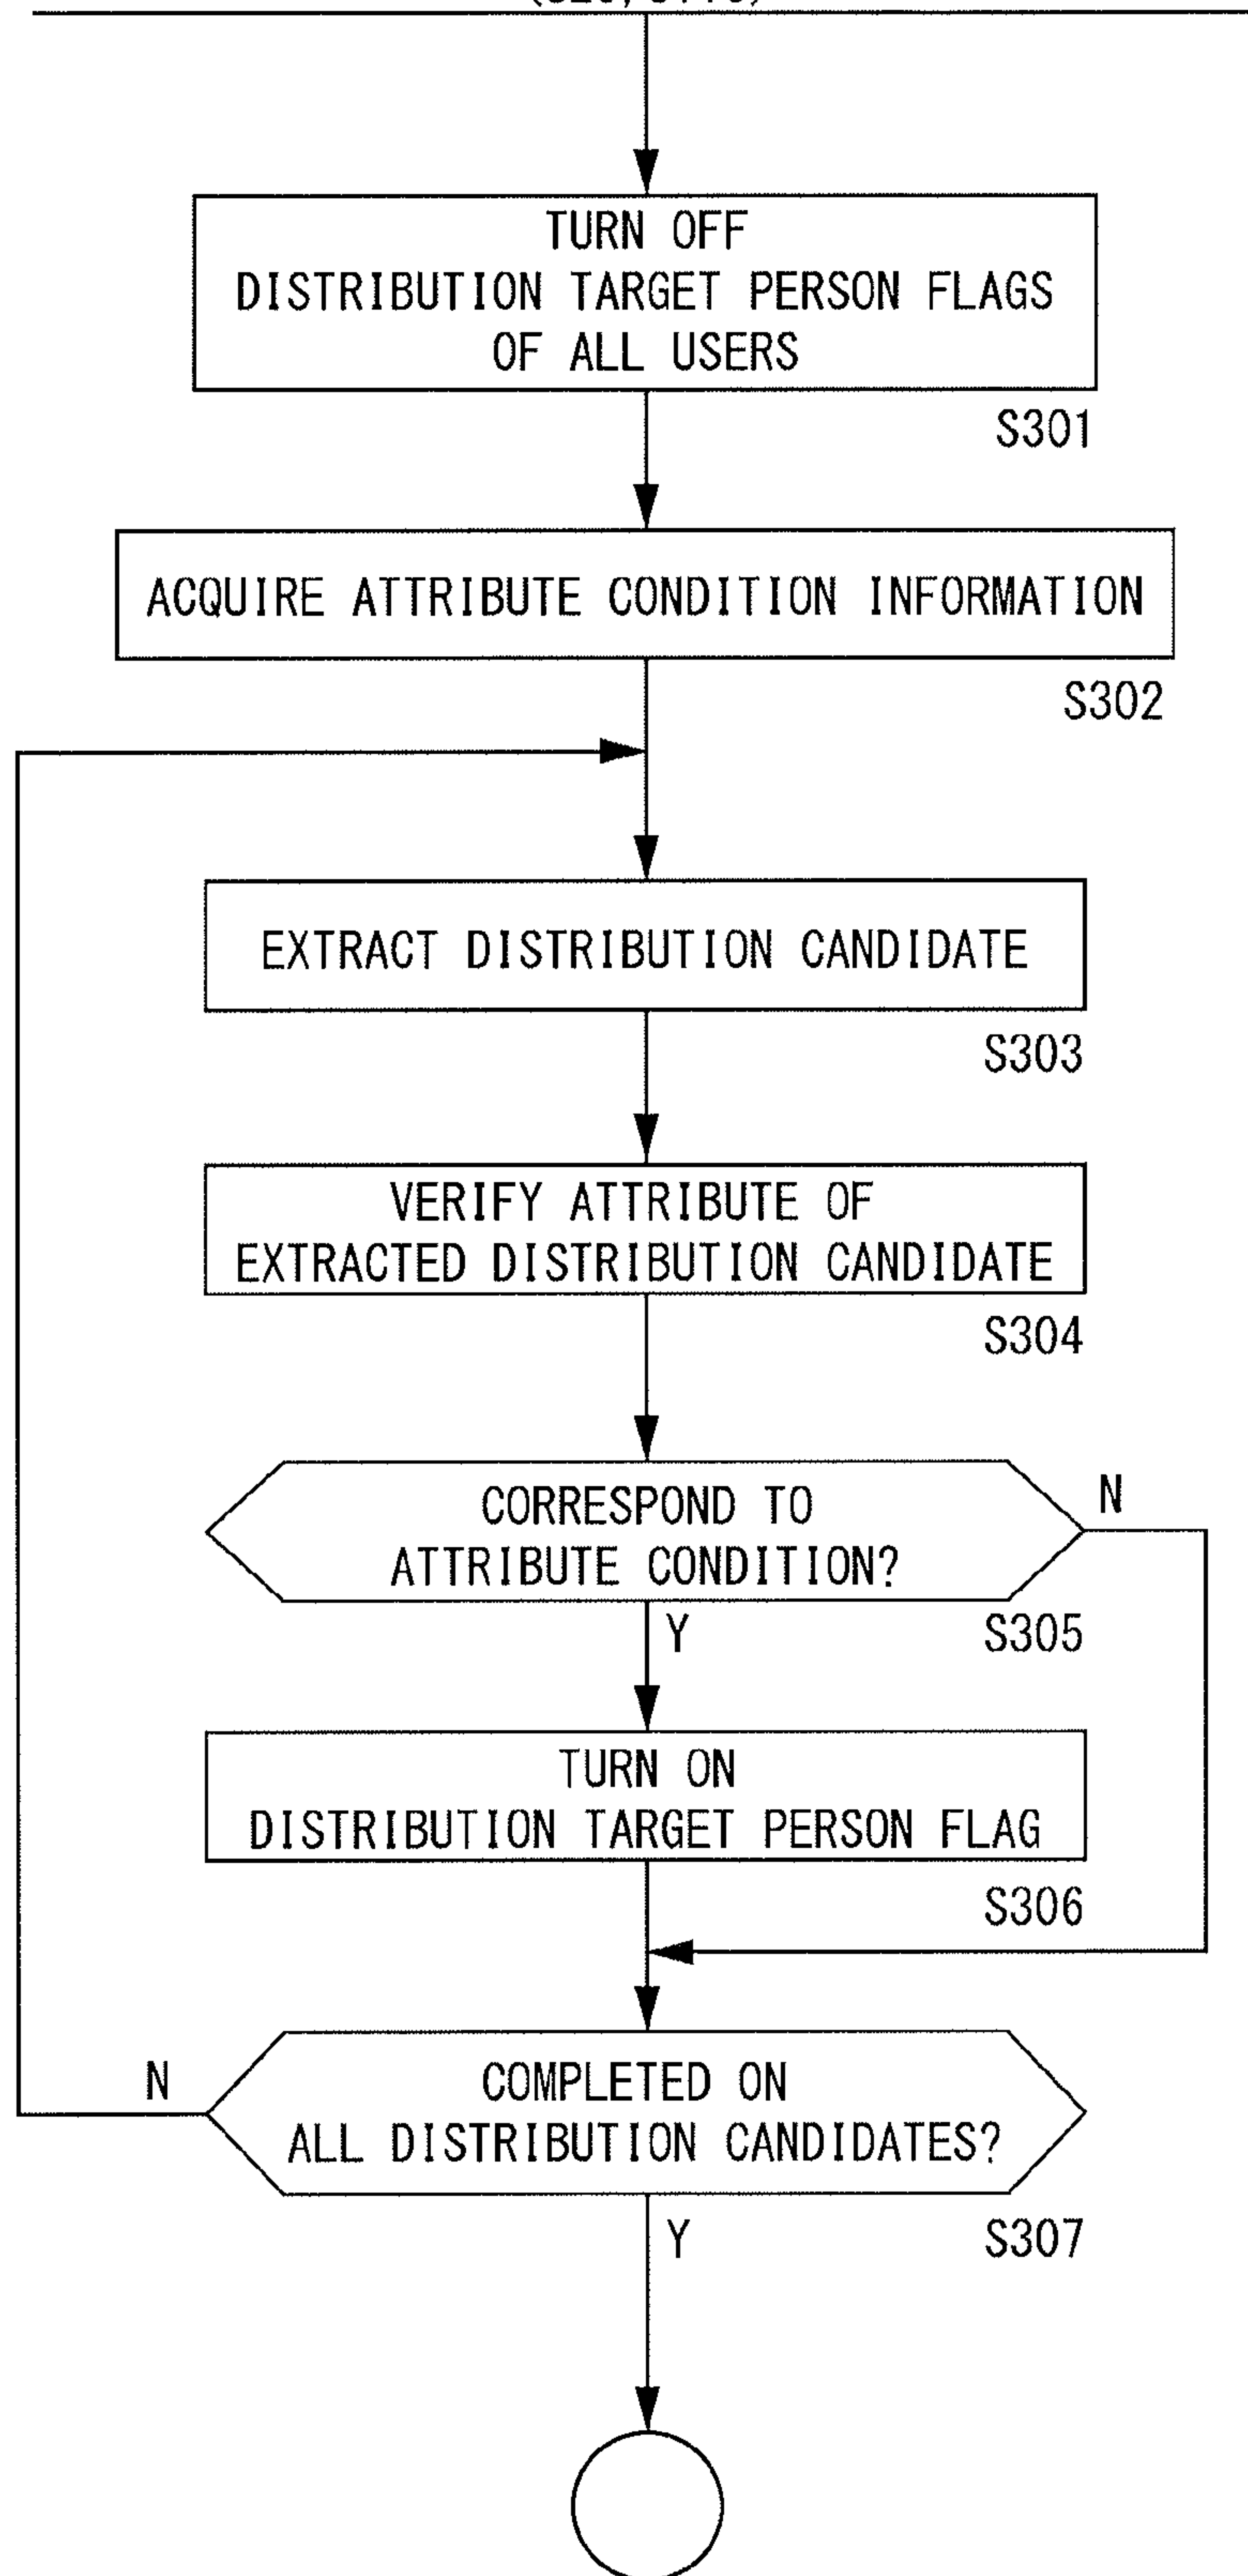 TURN OFF
DISTRIBUTION TARGET PERSON FLAGS
OF ALL USERS
S301
ACQUIRE ATTRIBUTE CONDITION INFORMATION
S302
EXTRACT DISTRIBUTION CANDIDATE
S303
VERIFY ATTRIBUTE OF
EXTRACTED DISTRIBUTION CANDIDATE
S304
CORRESPOND TO
ATTRIBUTE CONDITION?
N
S305
Y
TURN ON
DISTRIBUTION TARGET PERSON FLAG
S306
N
COMPLETED ON
ALL DISTRIBUTION CANDIDATES?
Y
S307